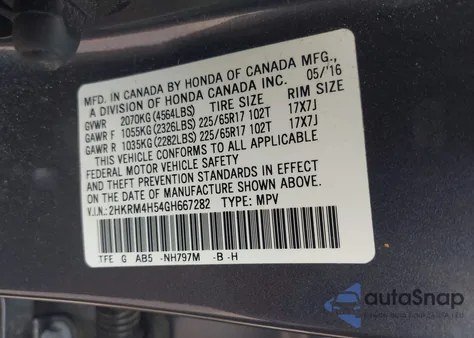 MFD. IN CANADA BY HONDA OF CANADA MFG.,
A DIVISION OF HONDA CANADA INC. 05/'16
GVWR 2070KG (4564LBS) TIRE SIZE RIM SIZE
GAWR F 1055KG (2326LBS) 225/65R17 102T 17X7J
GAWR R 1035KG (2282LBS) 225/65R17 102T 17X7J
THIS VEHICLE CONFORMS TO ALL APPLICABLE
FEDERAL MOTOR VEHICLE SAFETY
AND THEFT PREVENTION STANDARDS IN EFFECT ON
THE DATE OF MANUFACTURE SHOWN ABOVE.
V.I.N.: 2HKRM4H54GH667282 TYPE: MPV
TFE G AB5 -NH797M -B -H
autoSnap